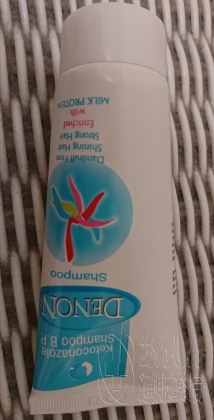 Ketoconazole
Shampoo B.P.
DENON
Shampoo
Dandruff Free
Shining Hair
Strong Hair
Enriched
with
MILK PROTEIN